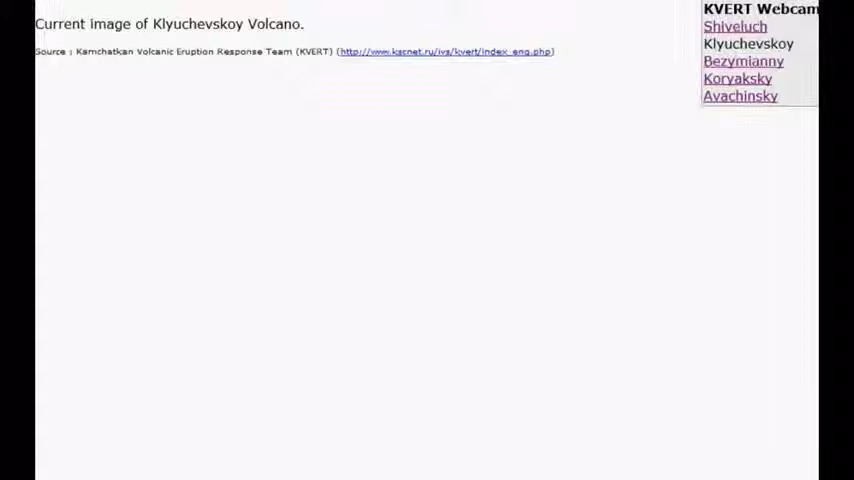 Current image of Klyuchevskoy Volcano.
Source : Kamchatkan Volcanic Eruption Response Team (KVERT) (http://www.kscnet.ru/ivs/kvert/index_eng.php)
KVERT Webcam
Shiveluch
Klyuchevskoy
Bezymianny
Koryaksky
Avachinsky